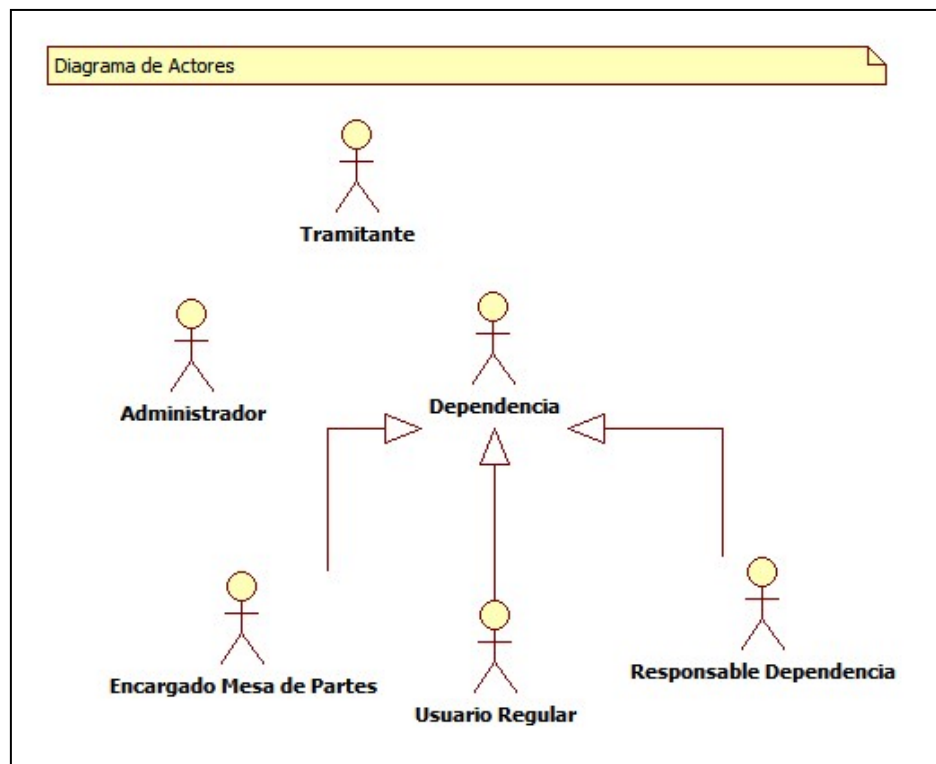 Diagrama de Actores
Tramitante
Administrador
Dependencia
Encargado Mesa de Partes
Usuario Regular
Responsable Dependencia